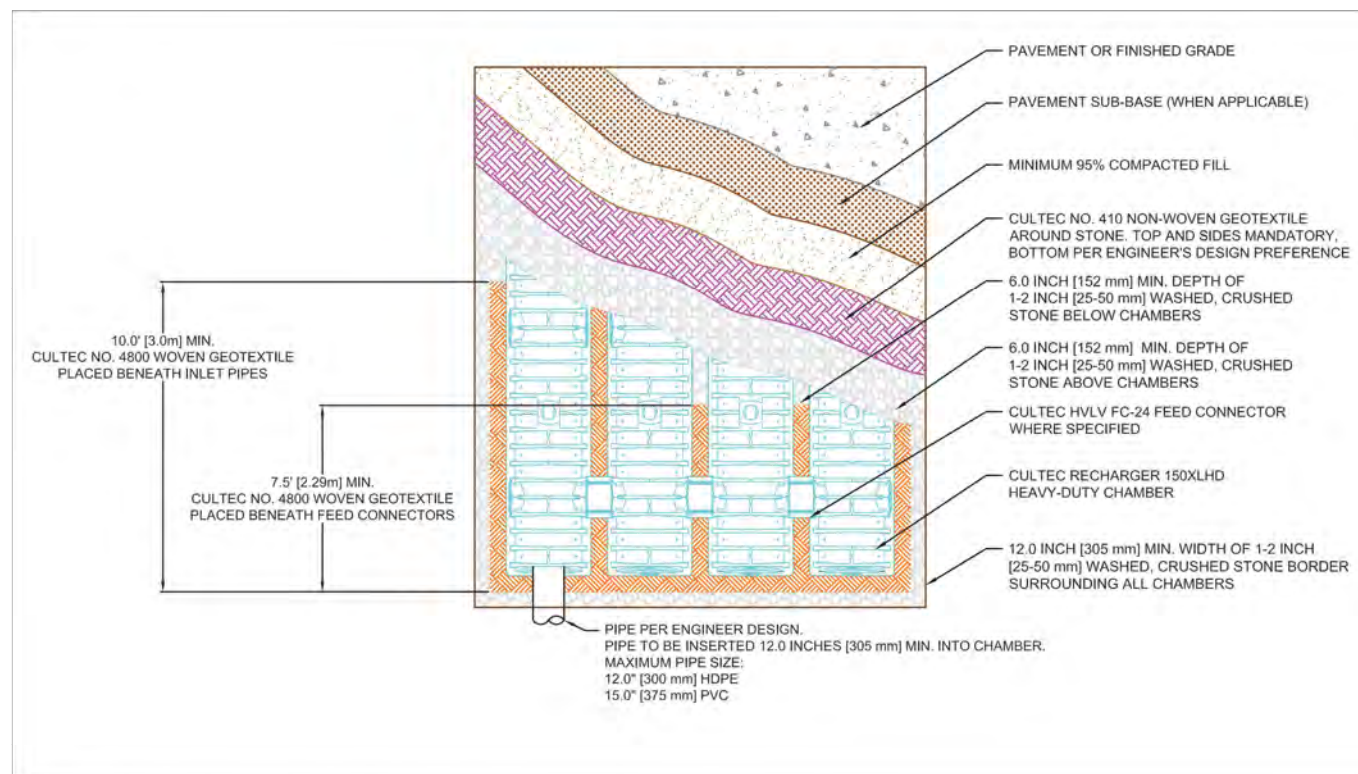 PAVEMENT OR FINISHED GRADE
PAVEMENT SUB-BASE (WHEN APPLICABLE)
MINIMUM 95% COMPACTED FILL
CULTEC NO. 410 NON-WOVEN GEOTEXTILE
AROUND STONE. TOP AND SIDES MANDATORY,
BOTTOM PER ENGINEER'S DESIGN PREFERENCE
6.0 INCH [152 mm] MIN. DEPTH OF
1-2 INCH [25-50 mm] WASHED, CRUSHED
STONE BELOW CHAMBERS
6.0 INCH [152 mm] MIN. DEPTH OF
1-2 INCH [25-50 mm] WASHED, CRUSHED
STONE ABOVE CHAMBERS
CULTEC HVLV FC-24 FEED CONNECTOR
WHERE SPECIFIED
CULTEC RECHARGER 150XLHD
HEAVY-DUTY CHAMBER
12.0 INCH [305 mm] MIN. WIDTH OF 1-2 INCH
[25-50 mm] WASHED, CRUSHED STONE BORDER
SURROUNDING ALL CHAMBERS
10.0' [3.0m] MIN.
CULTEC NO. 4800 WOVEN GEOTEXTILE
PLACED BENEATH INLET PIPES
7.5' [2.29m] MIN.
CULTEC NO. 4800 WOVEN GEOTEXTILE
PLACED BENEATH FEED CONNECTORS
PIPE PER ENGINEER DESIGN.
PIPE TO BE INSERTED 12.0 INCHES [305 mm] MIN. INTO CHAMBER.
MAXIMUM PIPE SIZE:
12.0" [300 mm] HDPE
15.0" [375 mm] PVC